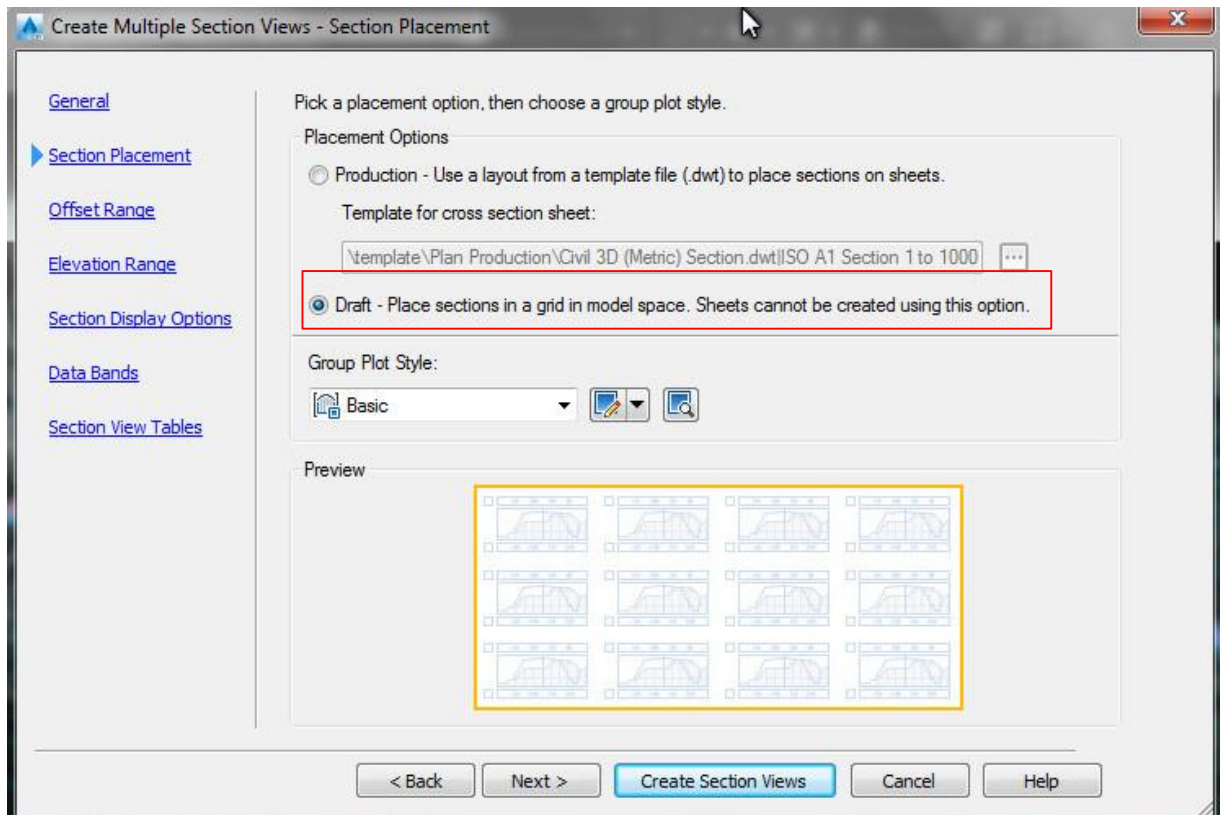 Create Multiple Section Views - Section Placement
General
Section Placement
Offset Range
Elevation Range
Section Display Options
Data Bands
Section View Tables
Pick a placement option, then choose a group plot style.
Placement Options
Production - Use a layout from a template file (.dwt) to place sections on sheets.
Template for cross section sheet:
\template\Plan Production\Civil 3D (Metric) Section.dwt|ISO A1 Section 1 to 1000
...
Draft - Place sections in a grid in model space. Sheets cannot be created using this option.
Group Plot Style:
Basic
Preview
< Back
Next >
Create Section Views
Cancel
Help